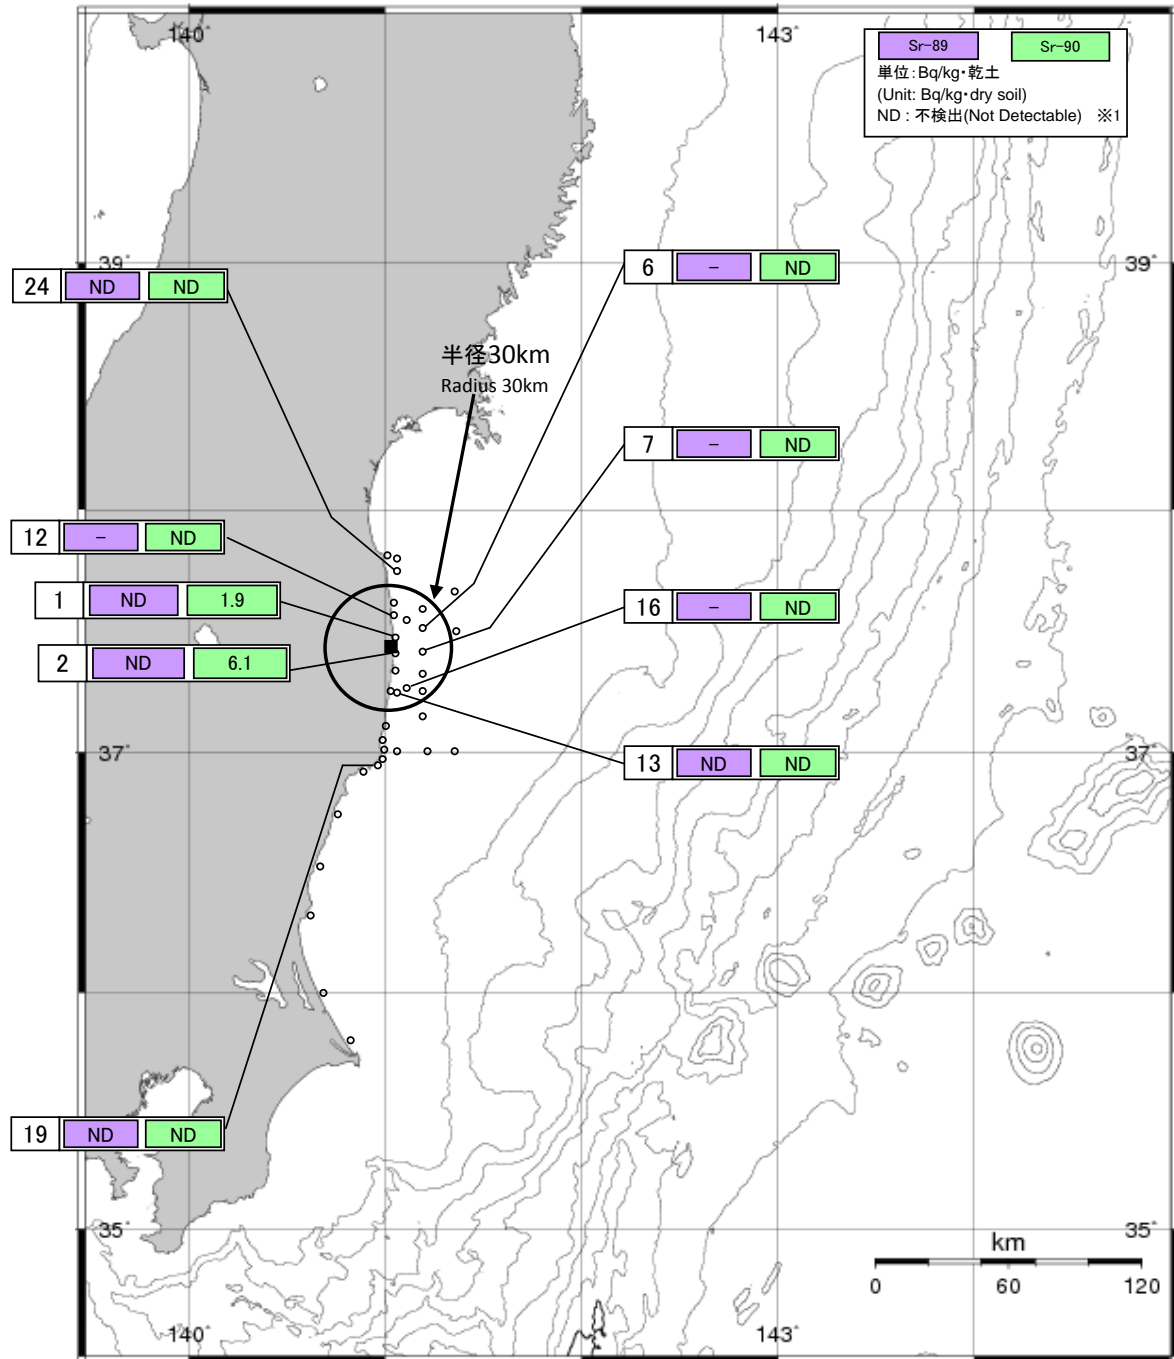 140°
143°
Sr-89
Sr-90
単位：Bq/kg・乾土
(Unit: Bq/kg・dry soil)
ND : 不検出(Not Detectable) ※1
39°
39°
24 ND ND
6 - ND
半径30km
Radius 30km
7 - ND
12 - ND
1 ND 1.9
16 - ND
2 ND 6.1
37°
37°
13 ND ND
19 ND ND
35°
35°
km
0 60 120
140°
143°